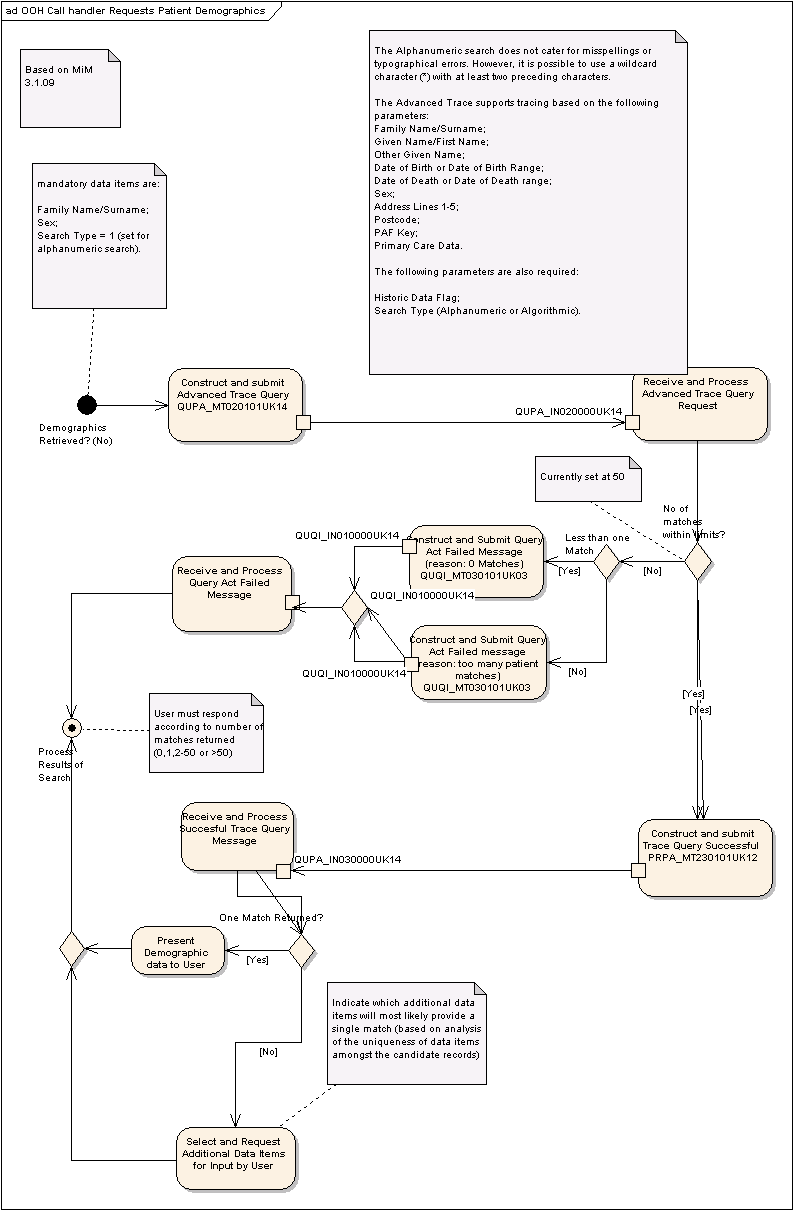 ad OOH Call handler Requests Patient Demographics
Based on MiM
3.1.09
The Alphanumeric search does not cater for misspellings or
typographical errors. However, it is possible to use a wildcard
character (*) with at least two preceding characters.
The Advanced Trace supports tracing based on the following
parameters:
Family Name/Surname;
Given Name/First Name;
Other Given Name;
Date of Birth or Date of Birth Range;
Date of Death or Date of Death range;
Sex;
Address Lines 1-5;
Postcode;
PAF Key;
Primary Care Data.
The following parameters are also required:
Historic Data Flag;
Search Type (Alphanumeric or Algorithmic).
mandatory data items are:
Family Name/Surname;
Sex;
Search Type = 1 (set for
alphanumeric search).
Demographics
Retrieved? (No)
Construct and submit
Advanced Trace Query
QUPA_MT020101UK14
QUPA_IN020000UK14
Receive and Process
Advanced Trace Query
Request
Currently set at 50
No of
matches
within limits?
[No]
Less than one
Match
[Yes]
[No]
Construct and Submit Query
Act Failed Message
(reason: 0 Matches)
QUQI_MT030101UK03
QUQI_IN010000UK14
QUQI_IN010000UK14
QUQI_IN010000UK14
Construct and Submit Query
Act Failed message
(reason: too many patient
matches)
QUQI_MT030101UK03
Receive and Process
Query Act Failed
Message
[Yes]
[Yes]
User must respond
according to number of
matches returned
(0,1,2-50 or >50)
Process
Results of
Search
Receive and Process
Succesful Trace Query
Message
QUPA_IN030000UK14
Construct and submit
Trace Query Successful
PRPA_MT230101UK12
One Match Returned?
[Yes]
Present
Demographic
data to User
[No]
Indicate which additional data
items will most likely provide a
single match (based on analysis
of the uniqueness of data items
amongst the candidate records)
Select and Request
Additional Data Items
for Input by User